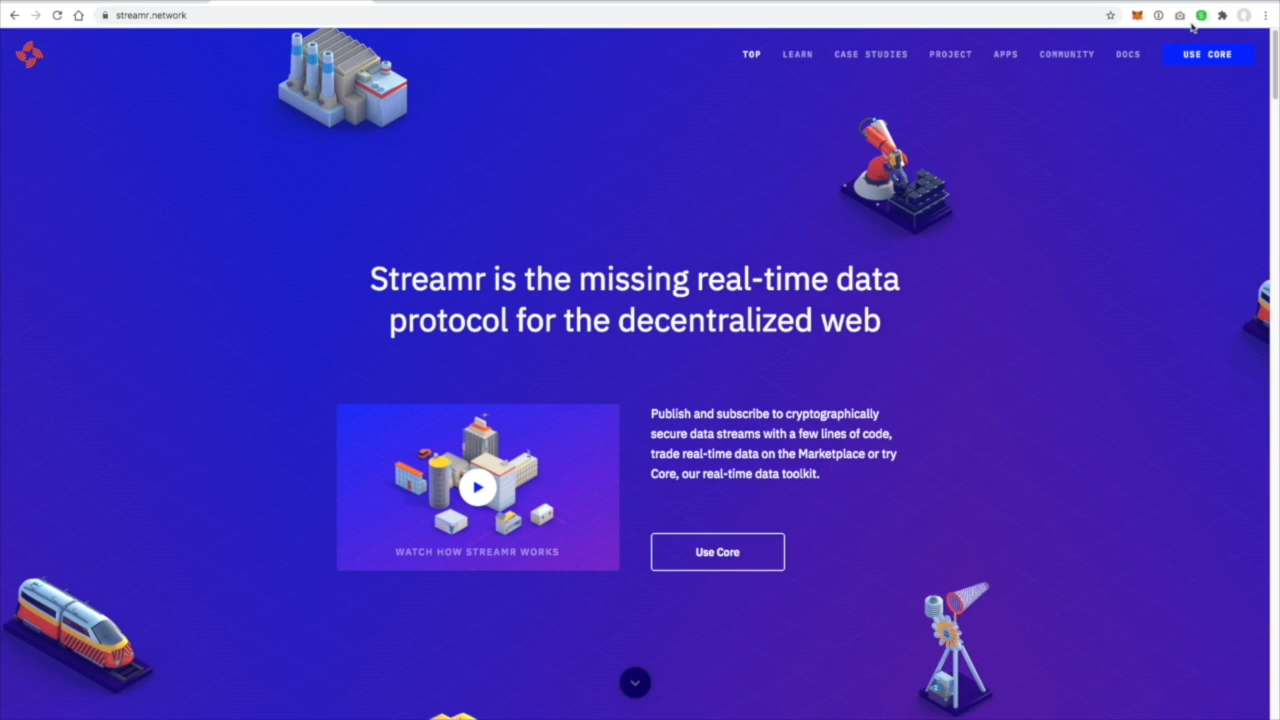 streamr.network
TOP LEARN CASE STUDIES PROJECT APPS COMMUNITY DOCS USE CORE
Streamr is the missing real-time data
protocol for the decentralized web
Publish and subscribe to cryptographically
secure data streams with a few lines of code,
trade real-time data on the Marketplace or try
Core, our real-time data toolkit.
WATCH HOW STREAMR WORKS
Use Core